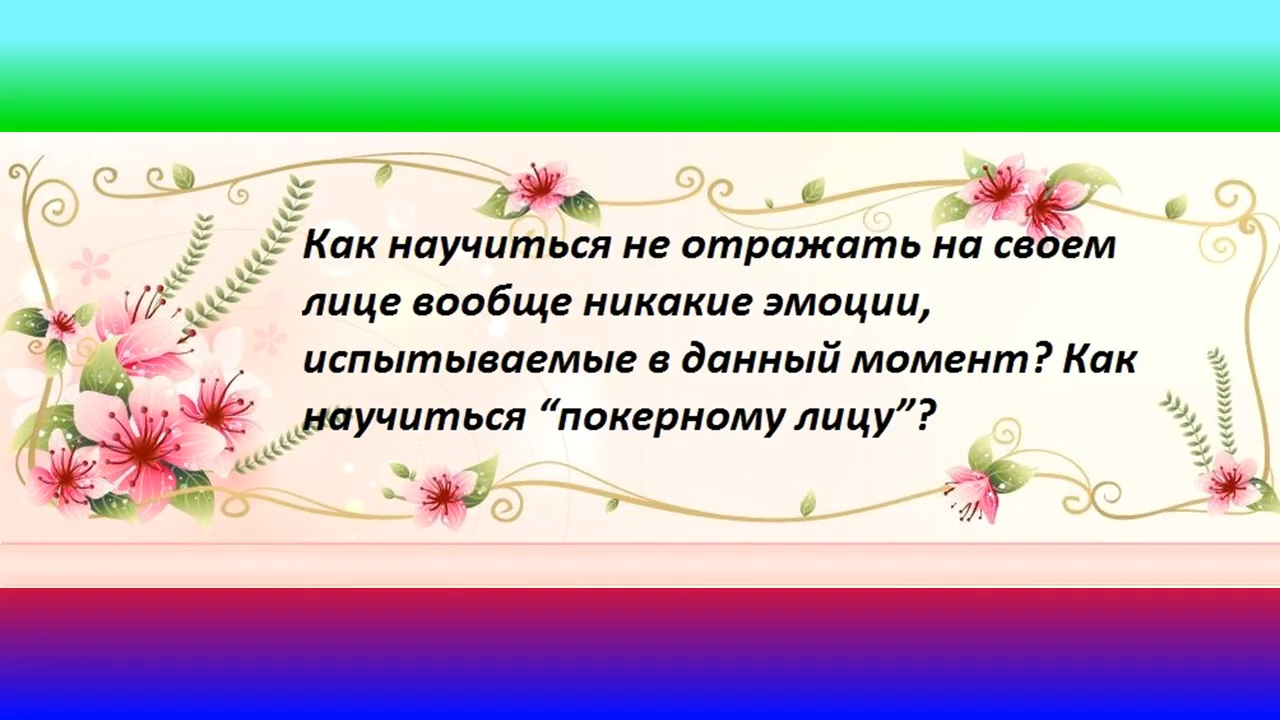 Как научиться не отражать на своем
лице вообще никакие эмоции,
испытываемые в данный момент? Как
научиться “покерному лицу”?